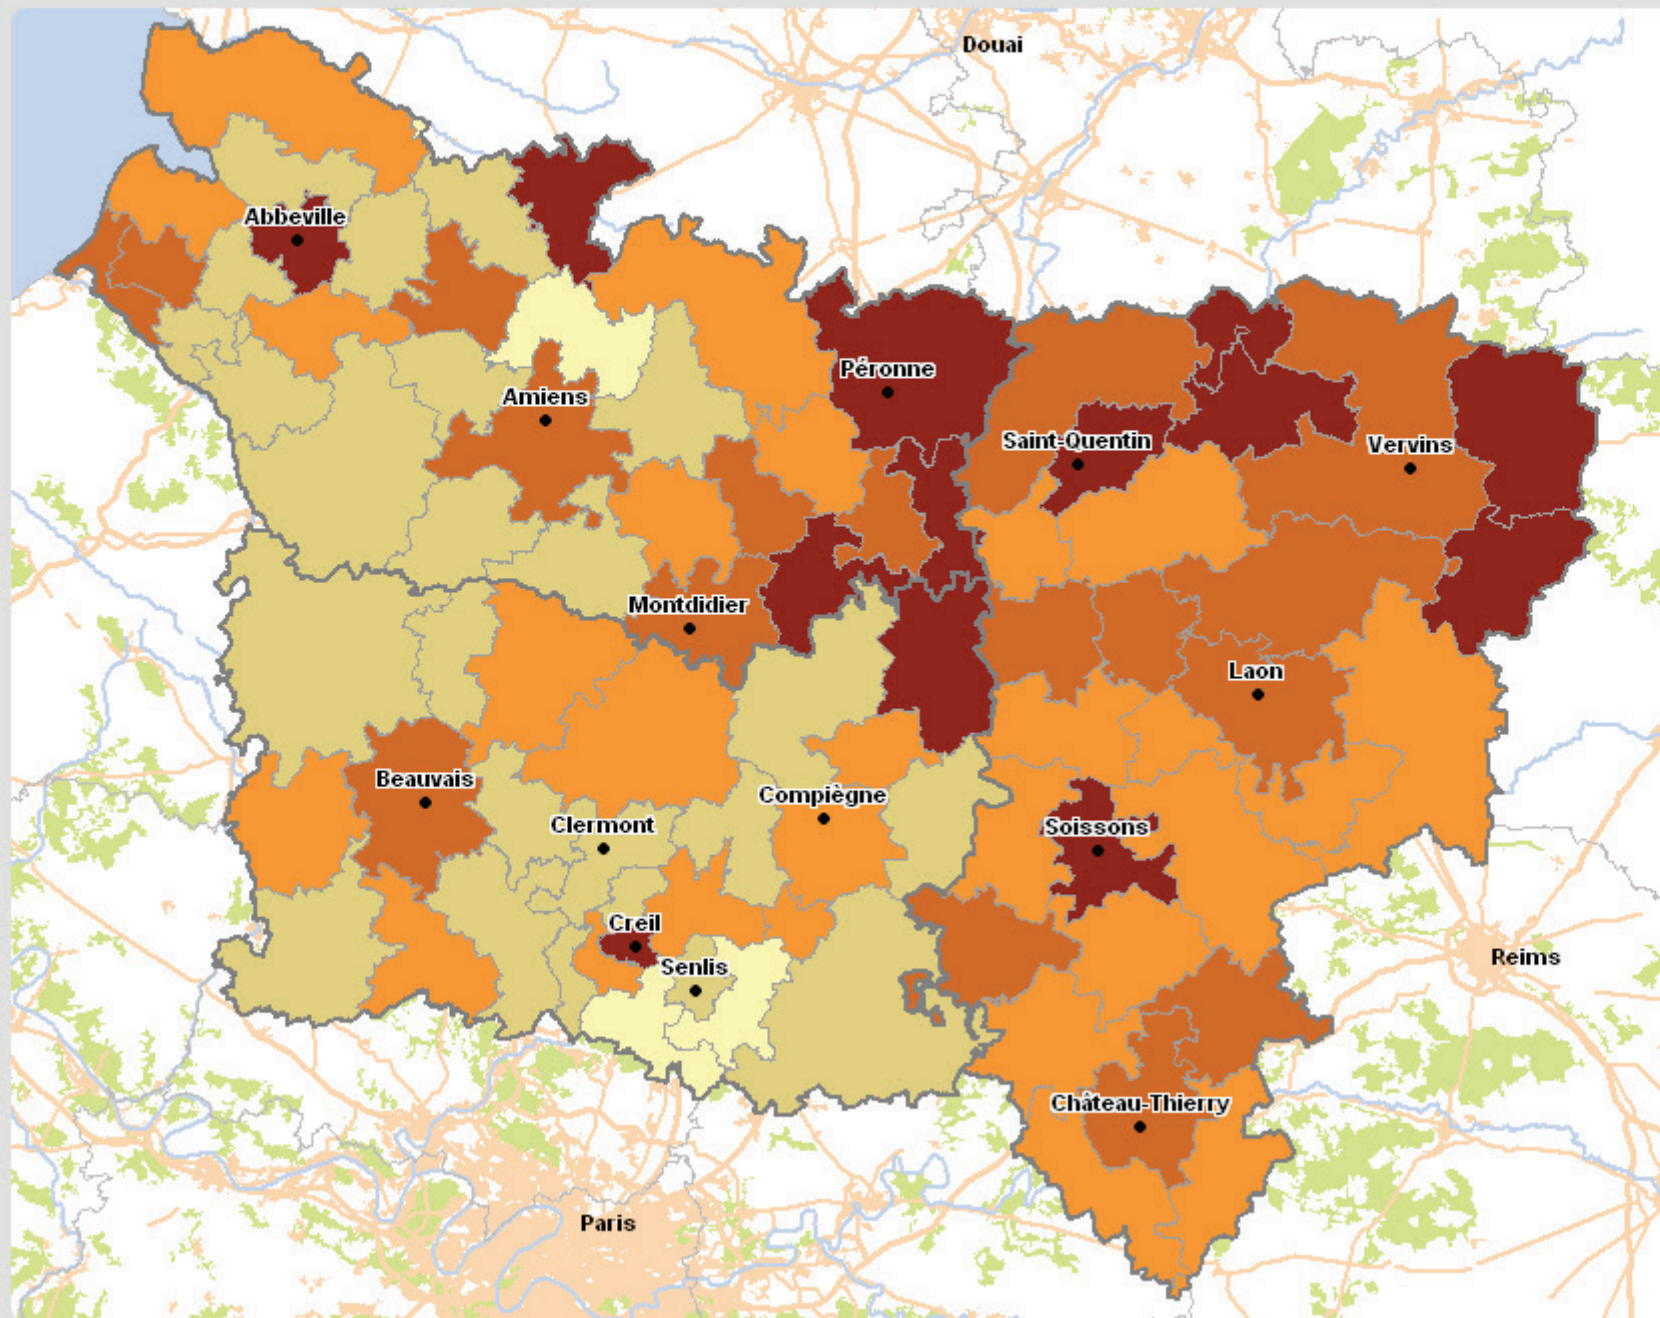 Douai
Abbeville
Péronne
Amiens
Saint-Quentin
Vervins
Montdidier
Laon
Beauvais
Compiègne
Clermont
Soissons
Creil
Senlis
Reims
Château-Thierry
Paris